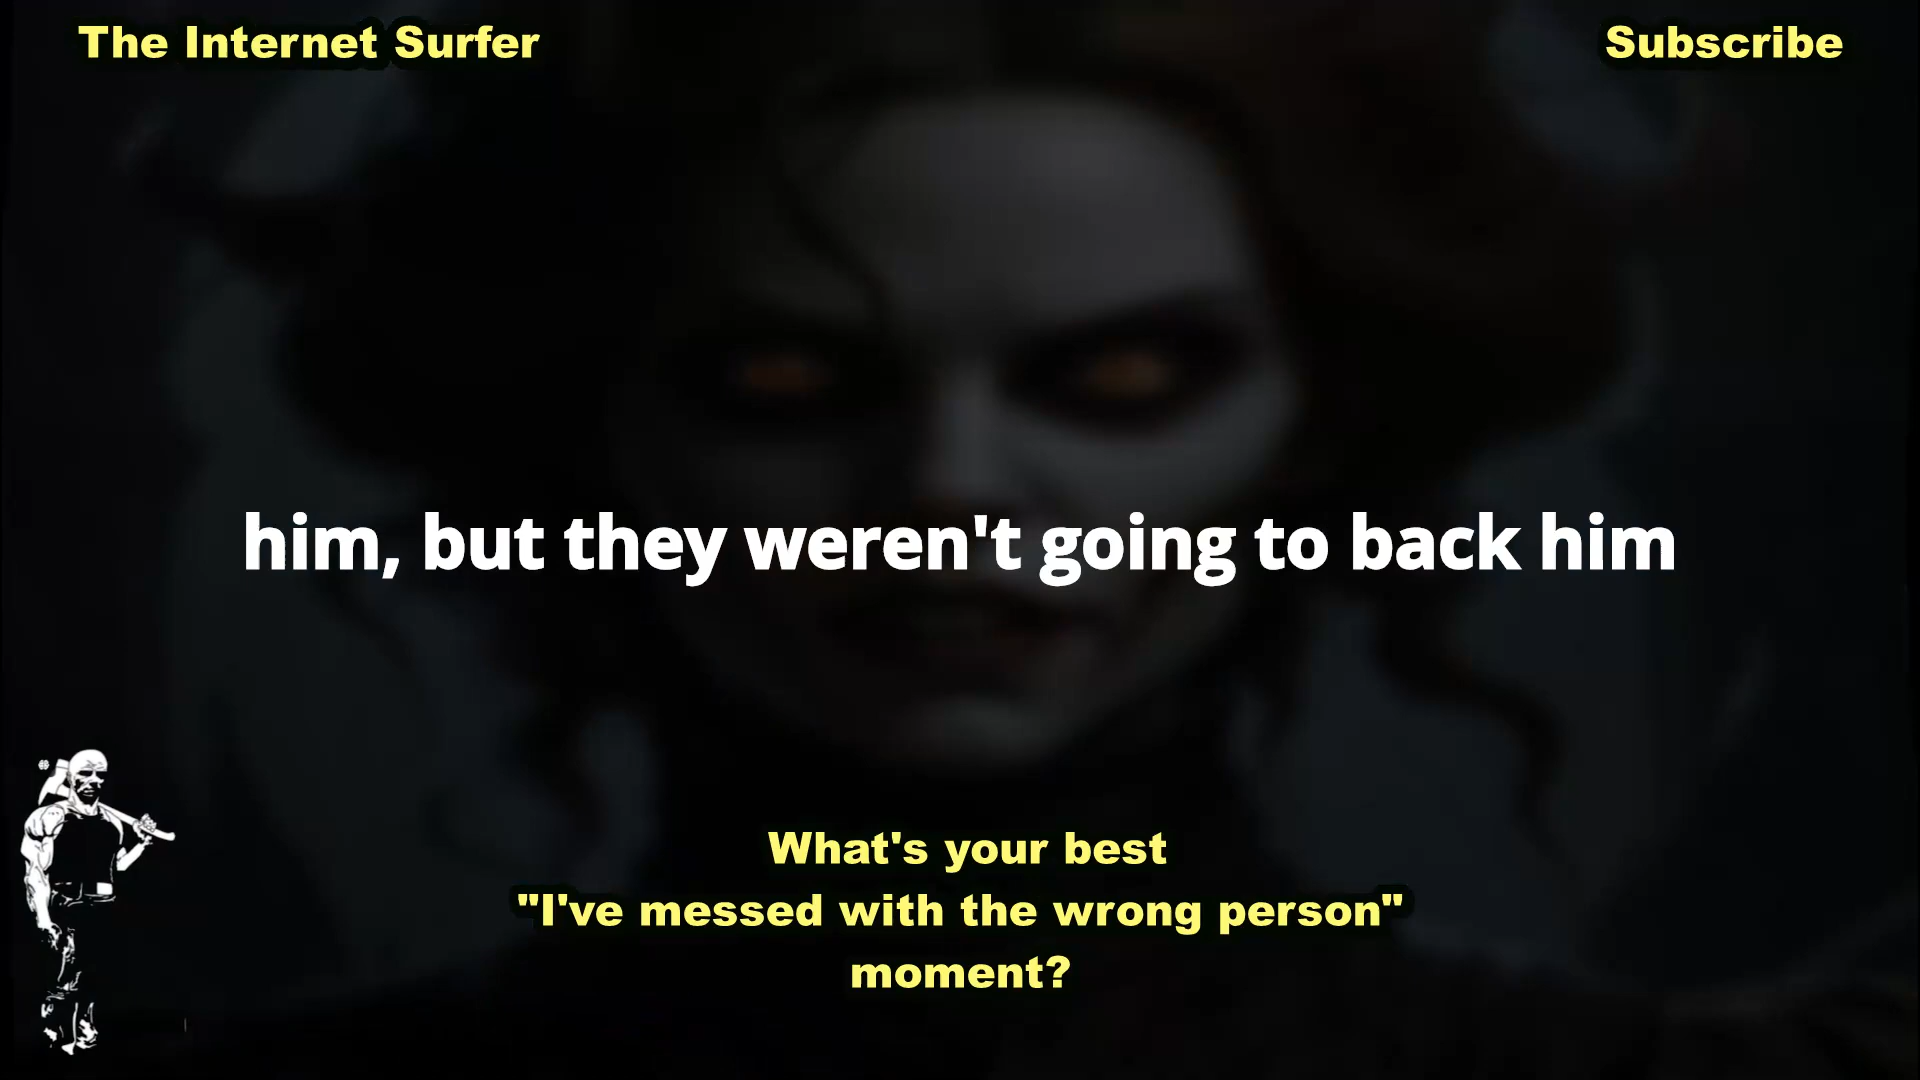 The Internet Surfer
Subscribe
him, but they weren't going to back him
What's your best
"I've messed with the wrong person"
moment?